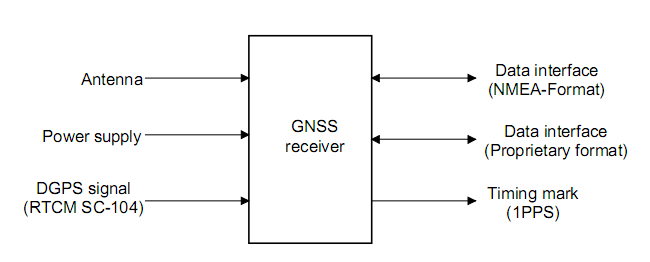 Antenna
Power supply
DGPS signal
(RTCM SC-104)
GNSS
receiver
Data interface
(NMEA-Format)
Data interface
(Proprietary format)
Timing mark
(1PPS)